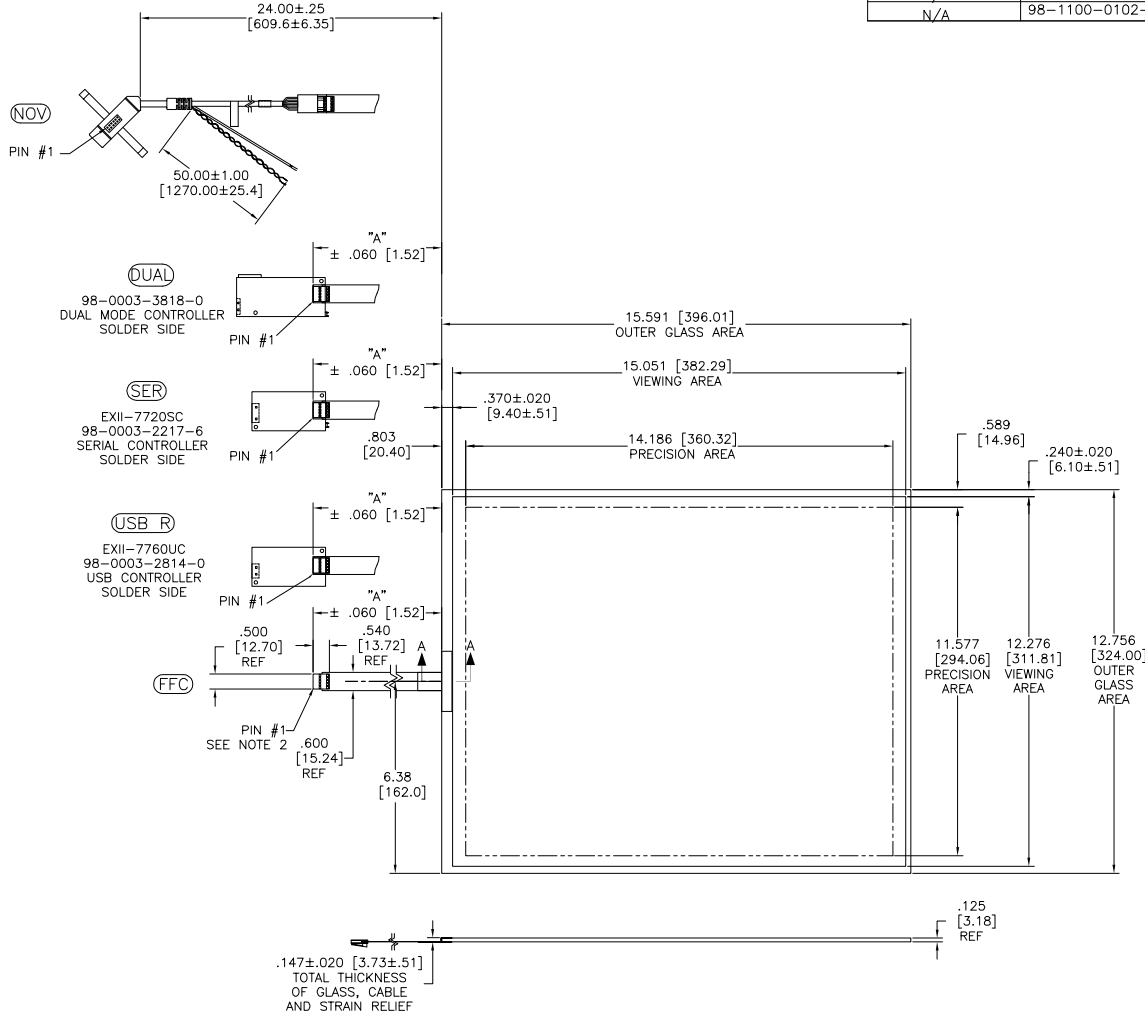 24.00±.25
[609.6±6.35]
N/A
98-1100-0102-
NOV
PIN #1
50.00±1.00
[1270.00±25.4]
"A"
± .060 [1.52]
DUAL
98-0003-3818-0
DUAL MODE CONTROLLER
SOLDER SIDE
PIN #1
15.591 [396.01]
OUTER GLASS AREA
"A"
± .060 [1.52]
15.051 [382.29]
VIEWING AREA
SER
EXII-7720SC
98-0003-2217-6
SERIAL CONTROLLER
SOLDER SIDE
PIN #1
.370±.020
[9.40±.51]
.803
[20.40]
14.186 [360.32]
PRECISION AREA
.589
[14.96]
.240±.020
[6.10±.51]
"A"
± .060 [1.52]
USB R
EXII-7760UC
98-0003-2814-0
USB CONTROLLER
SOLDER SIDE
PIN #1
"A"
± .060 [1.52]
.500
[12.70]
REF
.540
[13.72]
REF
A
A
11.577
[294.06]
PRECISION
AREA
12.276
[311.81]
VIEWING
AREA
12.756
[324.00]
OUTER
GLASS
AREA
FFC
PIN #1
SEE NOTE 2
.600
[15.24]
REF
6.38
[162.0]
.125
[3.18]
REF
.147±.020 [3.73±.51]
TOTAL THICKNESS
OF GLASS, CABLE
AND STRAIN RELIEF